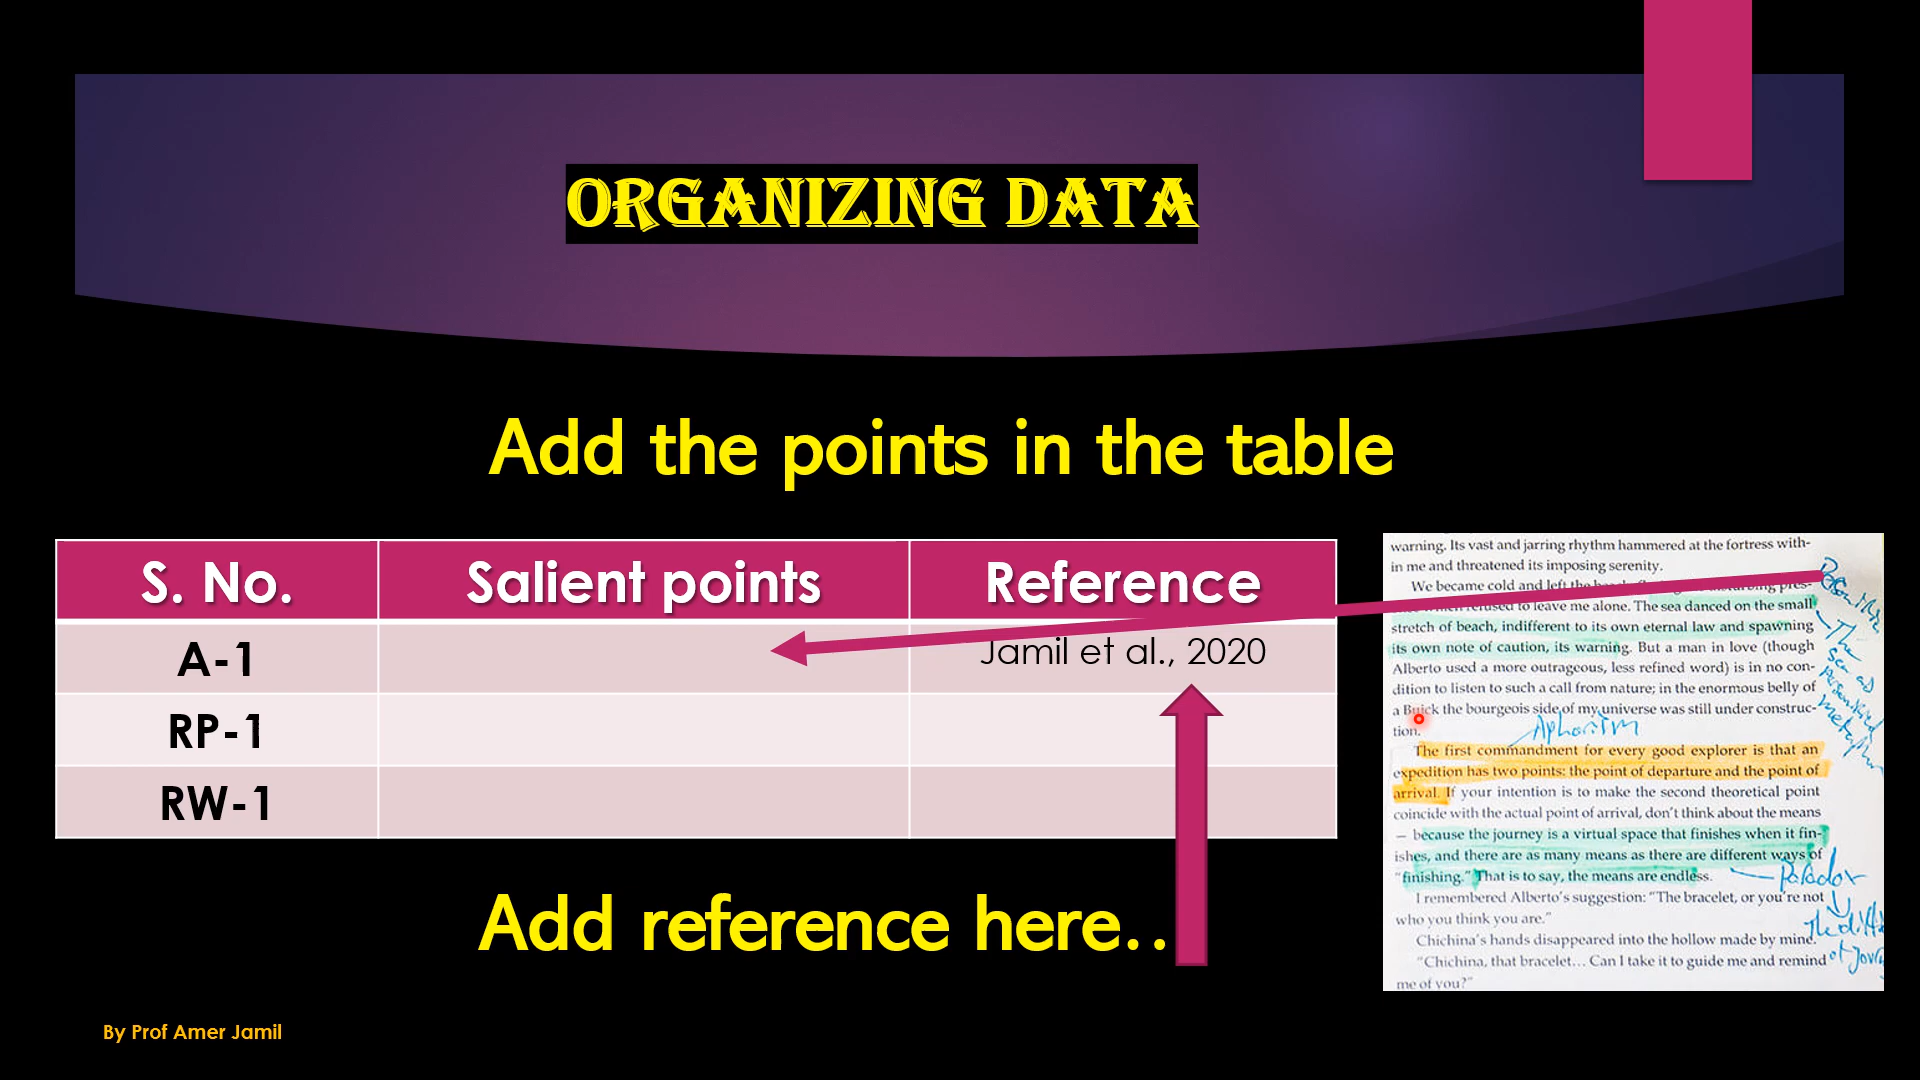 ORGANIZING DATA
Add the points in the table
S. No. Salient points Reference
A-1 Jamil et al., 2020
RP-1
RW-1
Add reference here..
By Prof Amer Jamil
warning. Its vast and jarring rhythm hammered at the fortress with-
in me and threatened its imposing serenity.
We became cold and left the
refused to leave me alone. The sea danced on the small
stretch of beach, indifferent to its own eternal law and spawning
its own note of caution, its warning. But a man in love (though
Alberto used a more outrageous, less refined word) is in no con-
dition to listen to such a call from nature; in the enormous belly of
a Buick the bourgeois side of my universe was still under construc-
tion.
Aphorism
The first commandment for every good explorer is that an
expedition has two points: the point of departure and the point of
arrival. If your intention is to make the second theoretical point
coincide with the actual point of arrival, don't think about the means
— because the journey is a virtual space that finishes when it fin-
ishes, and there are as many means as there are different ways of
"finishing." That is to say, the means are endless.
I remembered Alberto's suggestion: "The bracelet, or you're not
who you think you are."
Chichina's hands disappeared into the hollow made by mine.
"Chichina, that bracelet... Can I take it to guide me and remind
me of you?"
The
sea